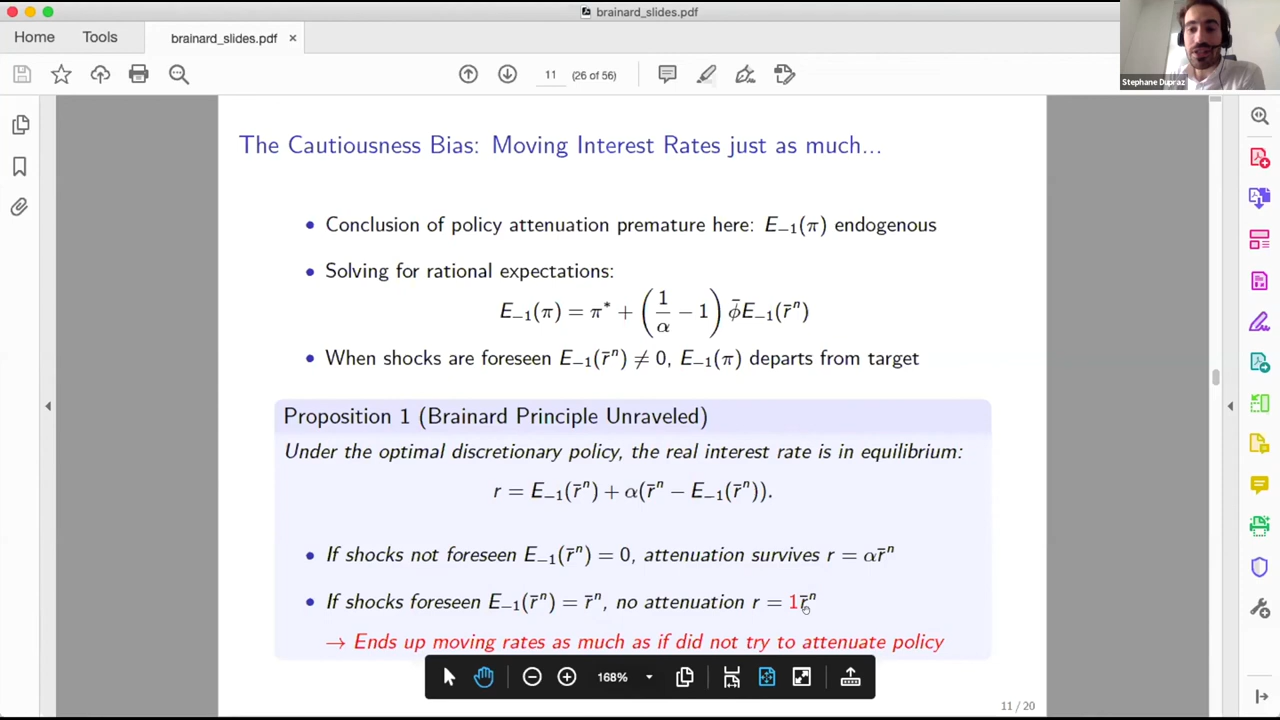 brainard_slides.pdf
Home
Tools
brainard_slides.pdf ×
11 (26 of 56)
Stephane Dupraz
The Cautiousness Bias: Moving Interest Rates just as much...
• Conclusion of policy attenuation premature here: E₋₁(π) endogenous
• Solving for rational expectations:
E₋₁(π) = π* + (1/α − 1) ϕ̄E₋₁(r̄ⁿ)
• When shocks are foreseen E₋₁(r̄ⁿ) ≠ 0, E₋₁(π) departs from target
Proposition 1 (Brainard Principle Unraveled)
Under the optimal discretionary policy, the real interest rate is in equilibrium:
r = E₋₁(r̄ⁿ) + α(r̄ⁿ − E₋₁(r̄ⁿ)).
• If shocks not foreseen E₋₁(r̄ⁿ) = 0, attenuation survives r = αr̄ⁿ
• If shocks foreseen E₋₁(r̄ⁿ) = r̄ⁿ, no attenuation r = 1r̄ⁿ
→ Ends up moving rates as much as if did not try to attenuate policy
168%
11 / 20